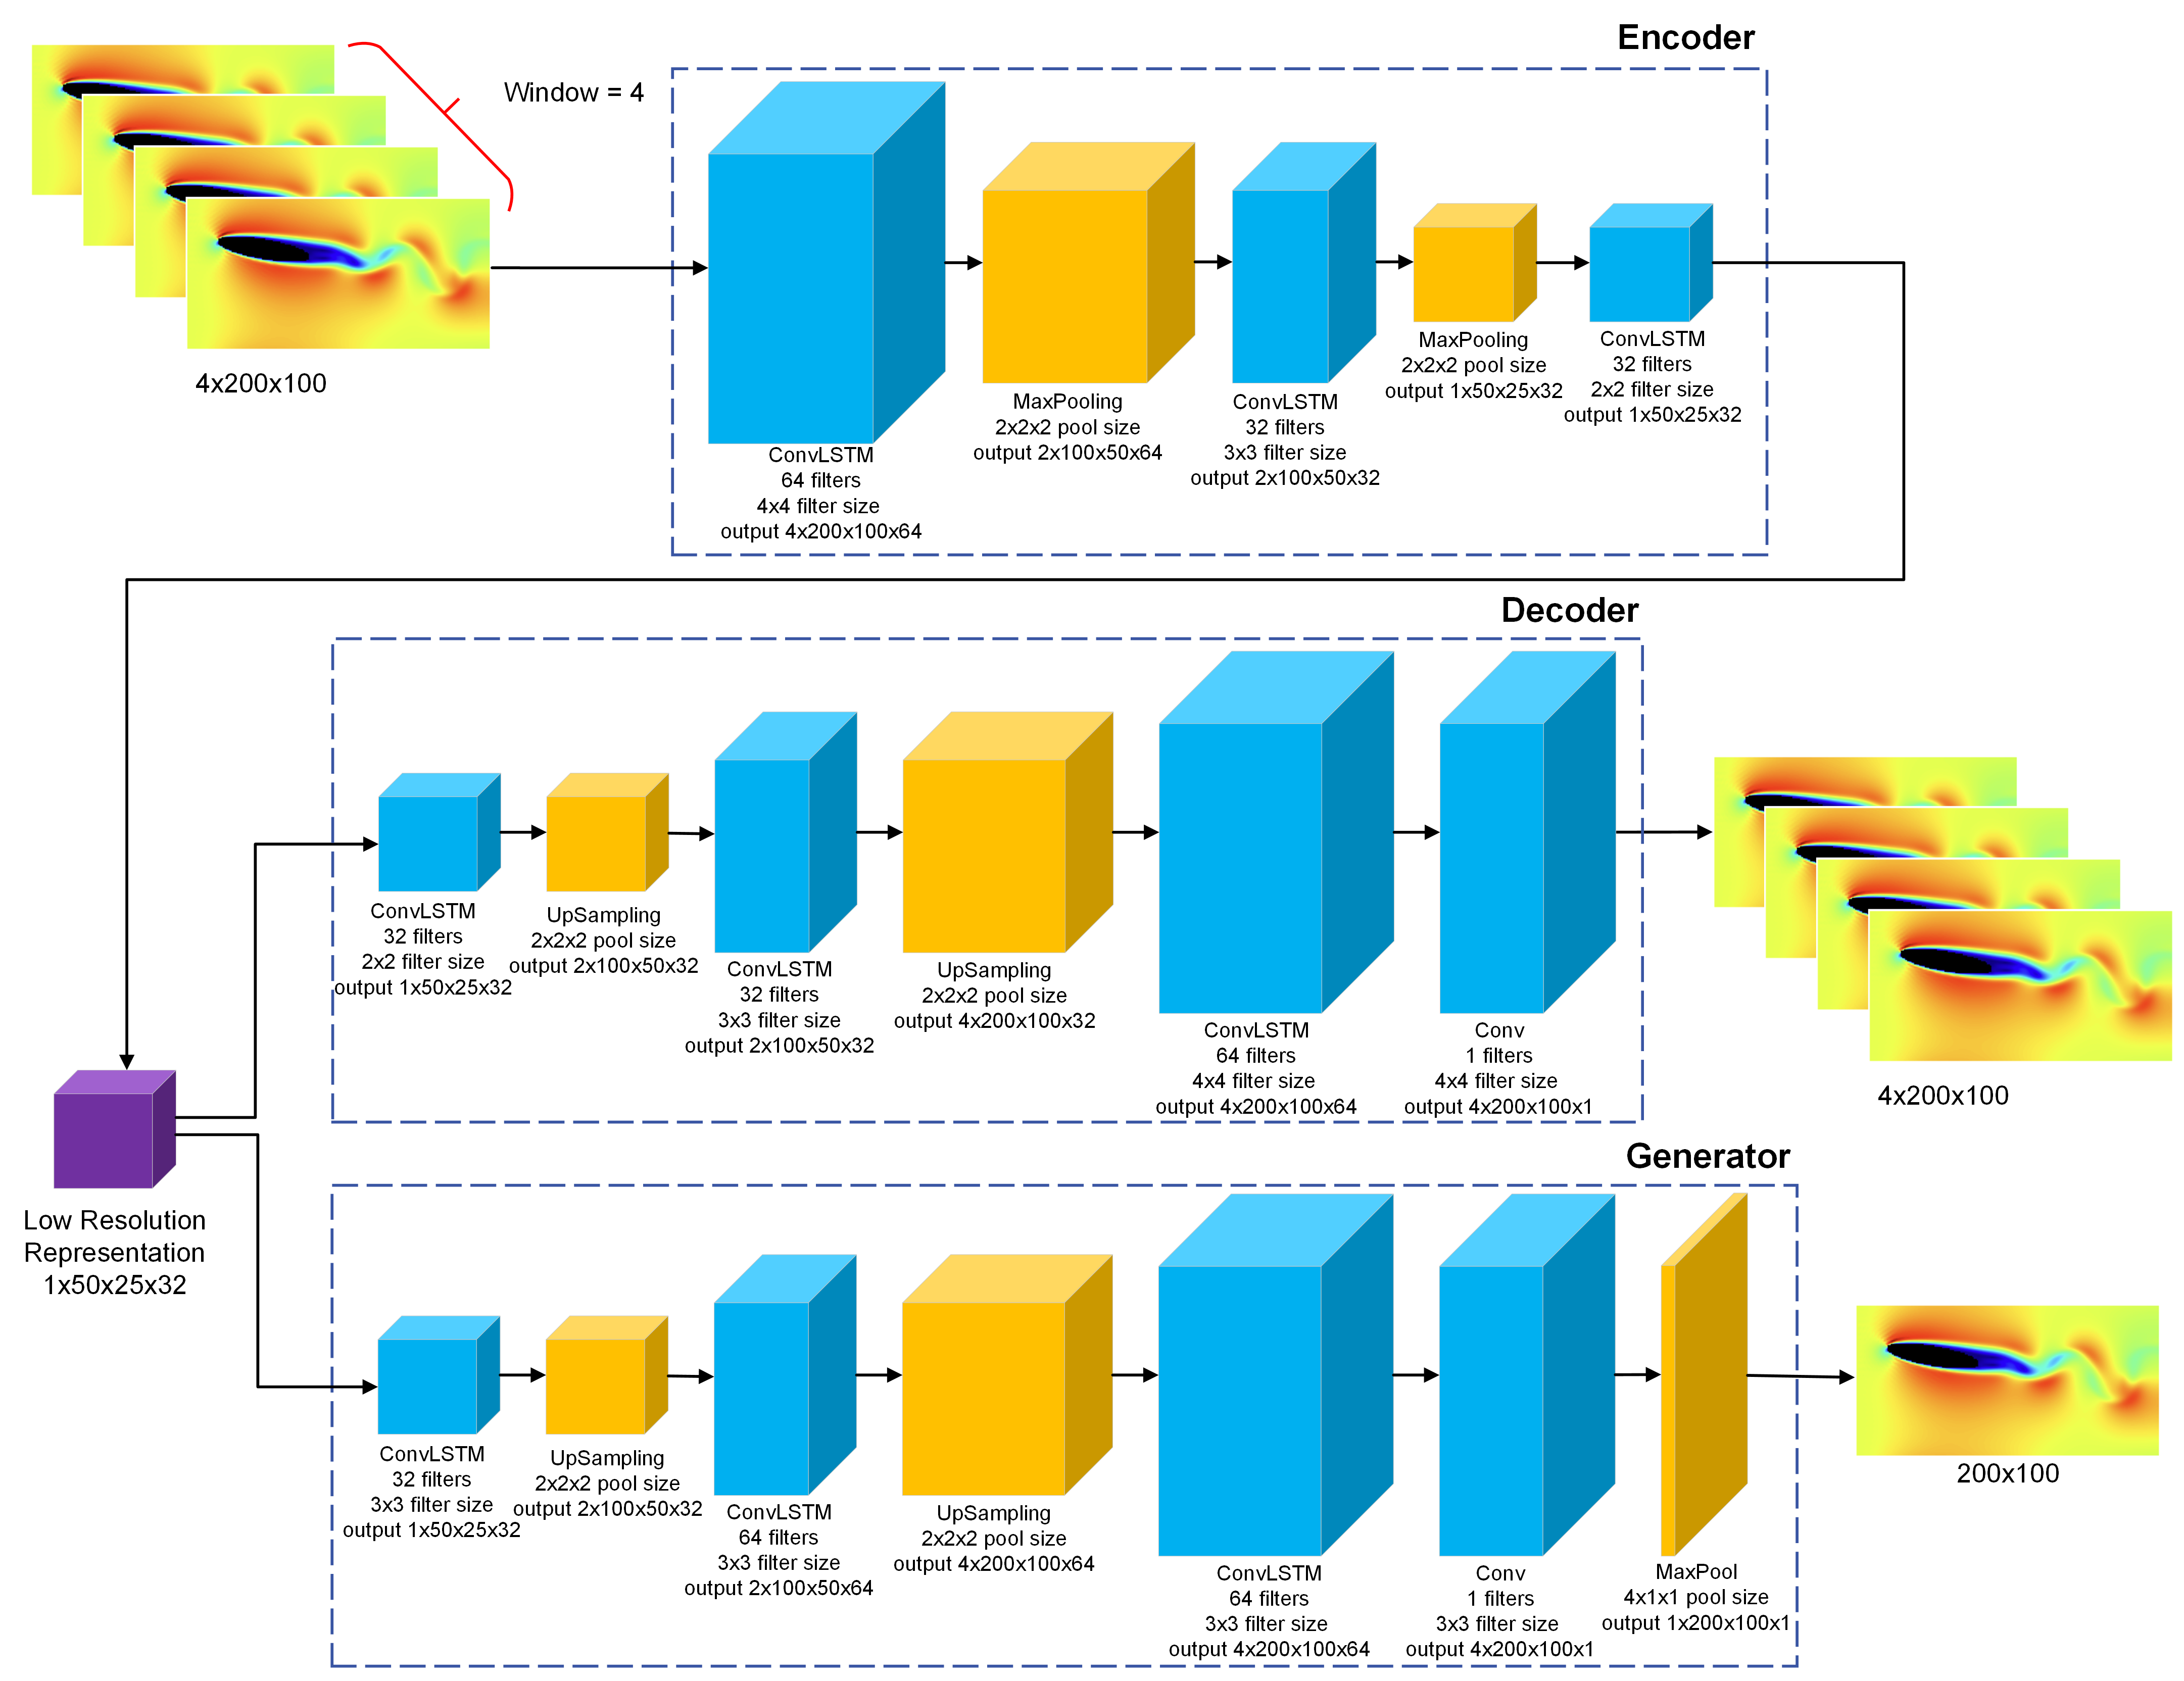 Encoder
Window = 4
4x200x100
ConvLSTM
64 filters
4x4 filter size
output 4x200x100x64
MaxPooling
2x2x2 pool size
output 2x100x50x64
ConvLSTM
32 filters
3x3 filter size
output 2x100x50x32
MaxPooling
2x2x2 pool size
output 1x50x25x32
ConvLSTM
32 filters
2x2 filter size
output 1x50x25x32
Decoder
ConvLSTM
32 filters
2x2 filter size
output 1x50x25x32
UpSampling
2x2x2 pool size
output 2x100x50x32
ConvLSTM
32 filters
3x3 filter size
output 2x100x50x32
UpSampling
2x2x2 pool size
output 4x200x100x32
ConvLSTM
64 filters
4x4 filter size
output 4x200x100x64
Conv
1 filters
4x4 filter size
output 4x200x100x1
4x200x100
Low Resolution
Representation
1x50x25x32
Generator
ConvLSTM
32 filters
3x3 filter size
output 1x50x25x32
UpSampling
2x2x2 pool size
output 2x100x50x32
ConvLSTM
64 filters
3x3 filter size
output 2x100x50x64
UpSampling
2x2x2 pool size
output 4x200x100x64
ConvLSTM
64 filters
3x3 filter size
output 4x200x100x64
Conv
1 filters
3x3 filter size
output 4x200x100x1
MaxPool
4x1x1 pool size
output 1x200x100x1
200x100